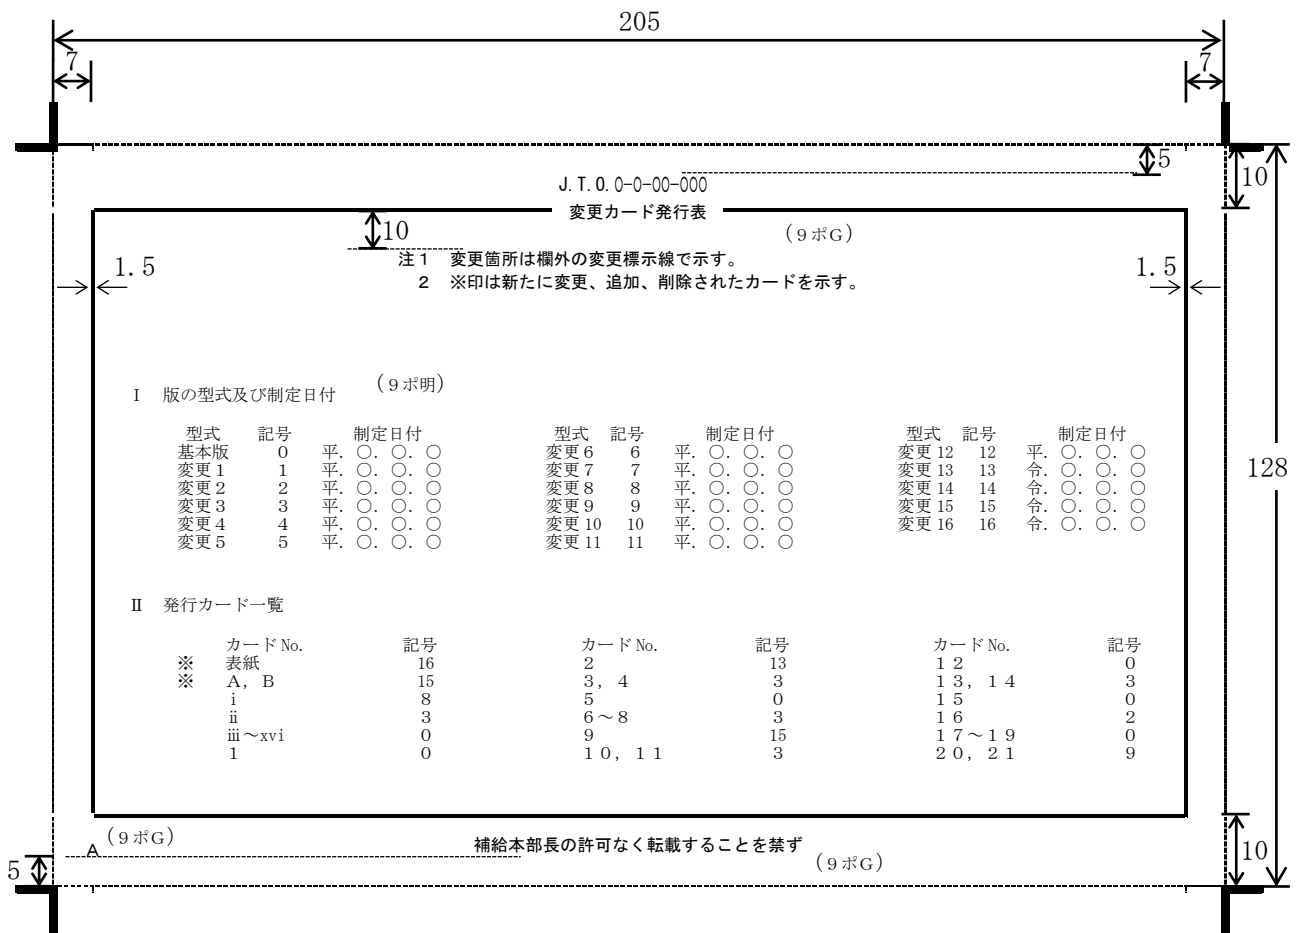 205
7 7
5
10
J.T.0.0-0-00-000
変更カード発行表
10
(9ポG)
注1 変更箇所は欄外の変更標示線で示す。
2 ※印は新たに変更、追加、削除されたカードを示す。
1.5 1.5
Ⅰ 版の型式及び制定日付 (9ポ明)
型式 記号 制定日付 型式 記号 制定日付 型式 記号 制定日付
基本版 0 平.○.○.○ 変更6 6 平.○.○.○ 変更12 12 平.○.○.○
変更1 1 平.○.○.○ 変更7 7 平.○.○.○ 変更13 13 令.○.○.○
変更2 2 平.○.○.○ 変更8 8 平.○.○.○ 変更14 14 令.○.○.○
変更3 3 平.○.○.○ 変更9 9 平.○.○.○ 変更15 15 令.○.○.○
変更4 4 平.○.○.○ 変更10 10 平.○.○.○ 変更16 16 令.○.○.○
変更5 5 平.○.○.○ 変更11 11 平.○.○.○
128
Ⅱ 発行カード一覧
カードNo. 記号 カードNo. 記号 カードNo. 記号
※ 表紙 16 2 13 12 0
※ A,B 15 3,4 3 13,14 3
ⅰ 8 5 0 15 0
ⅱ 3 6~8 3 16 2
ⅲ~xvi 0 9 15 17~19 0
1 0 10,11 3 20,21 9
A (9ポG)
補給本部長の許可なく転載することを禁ず
(9ポG)
5
10